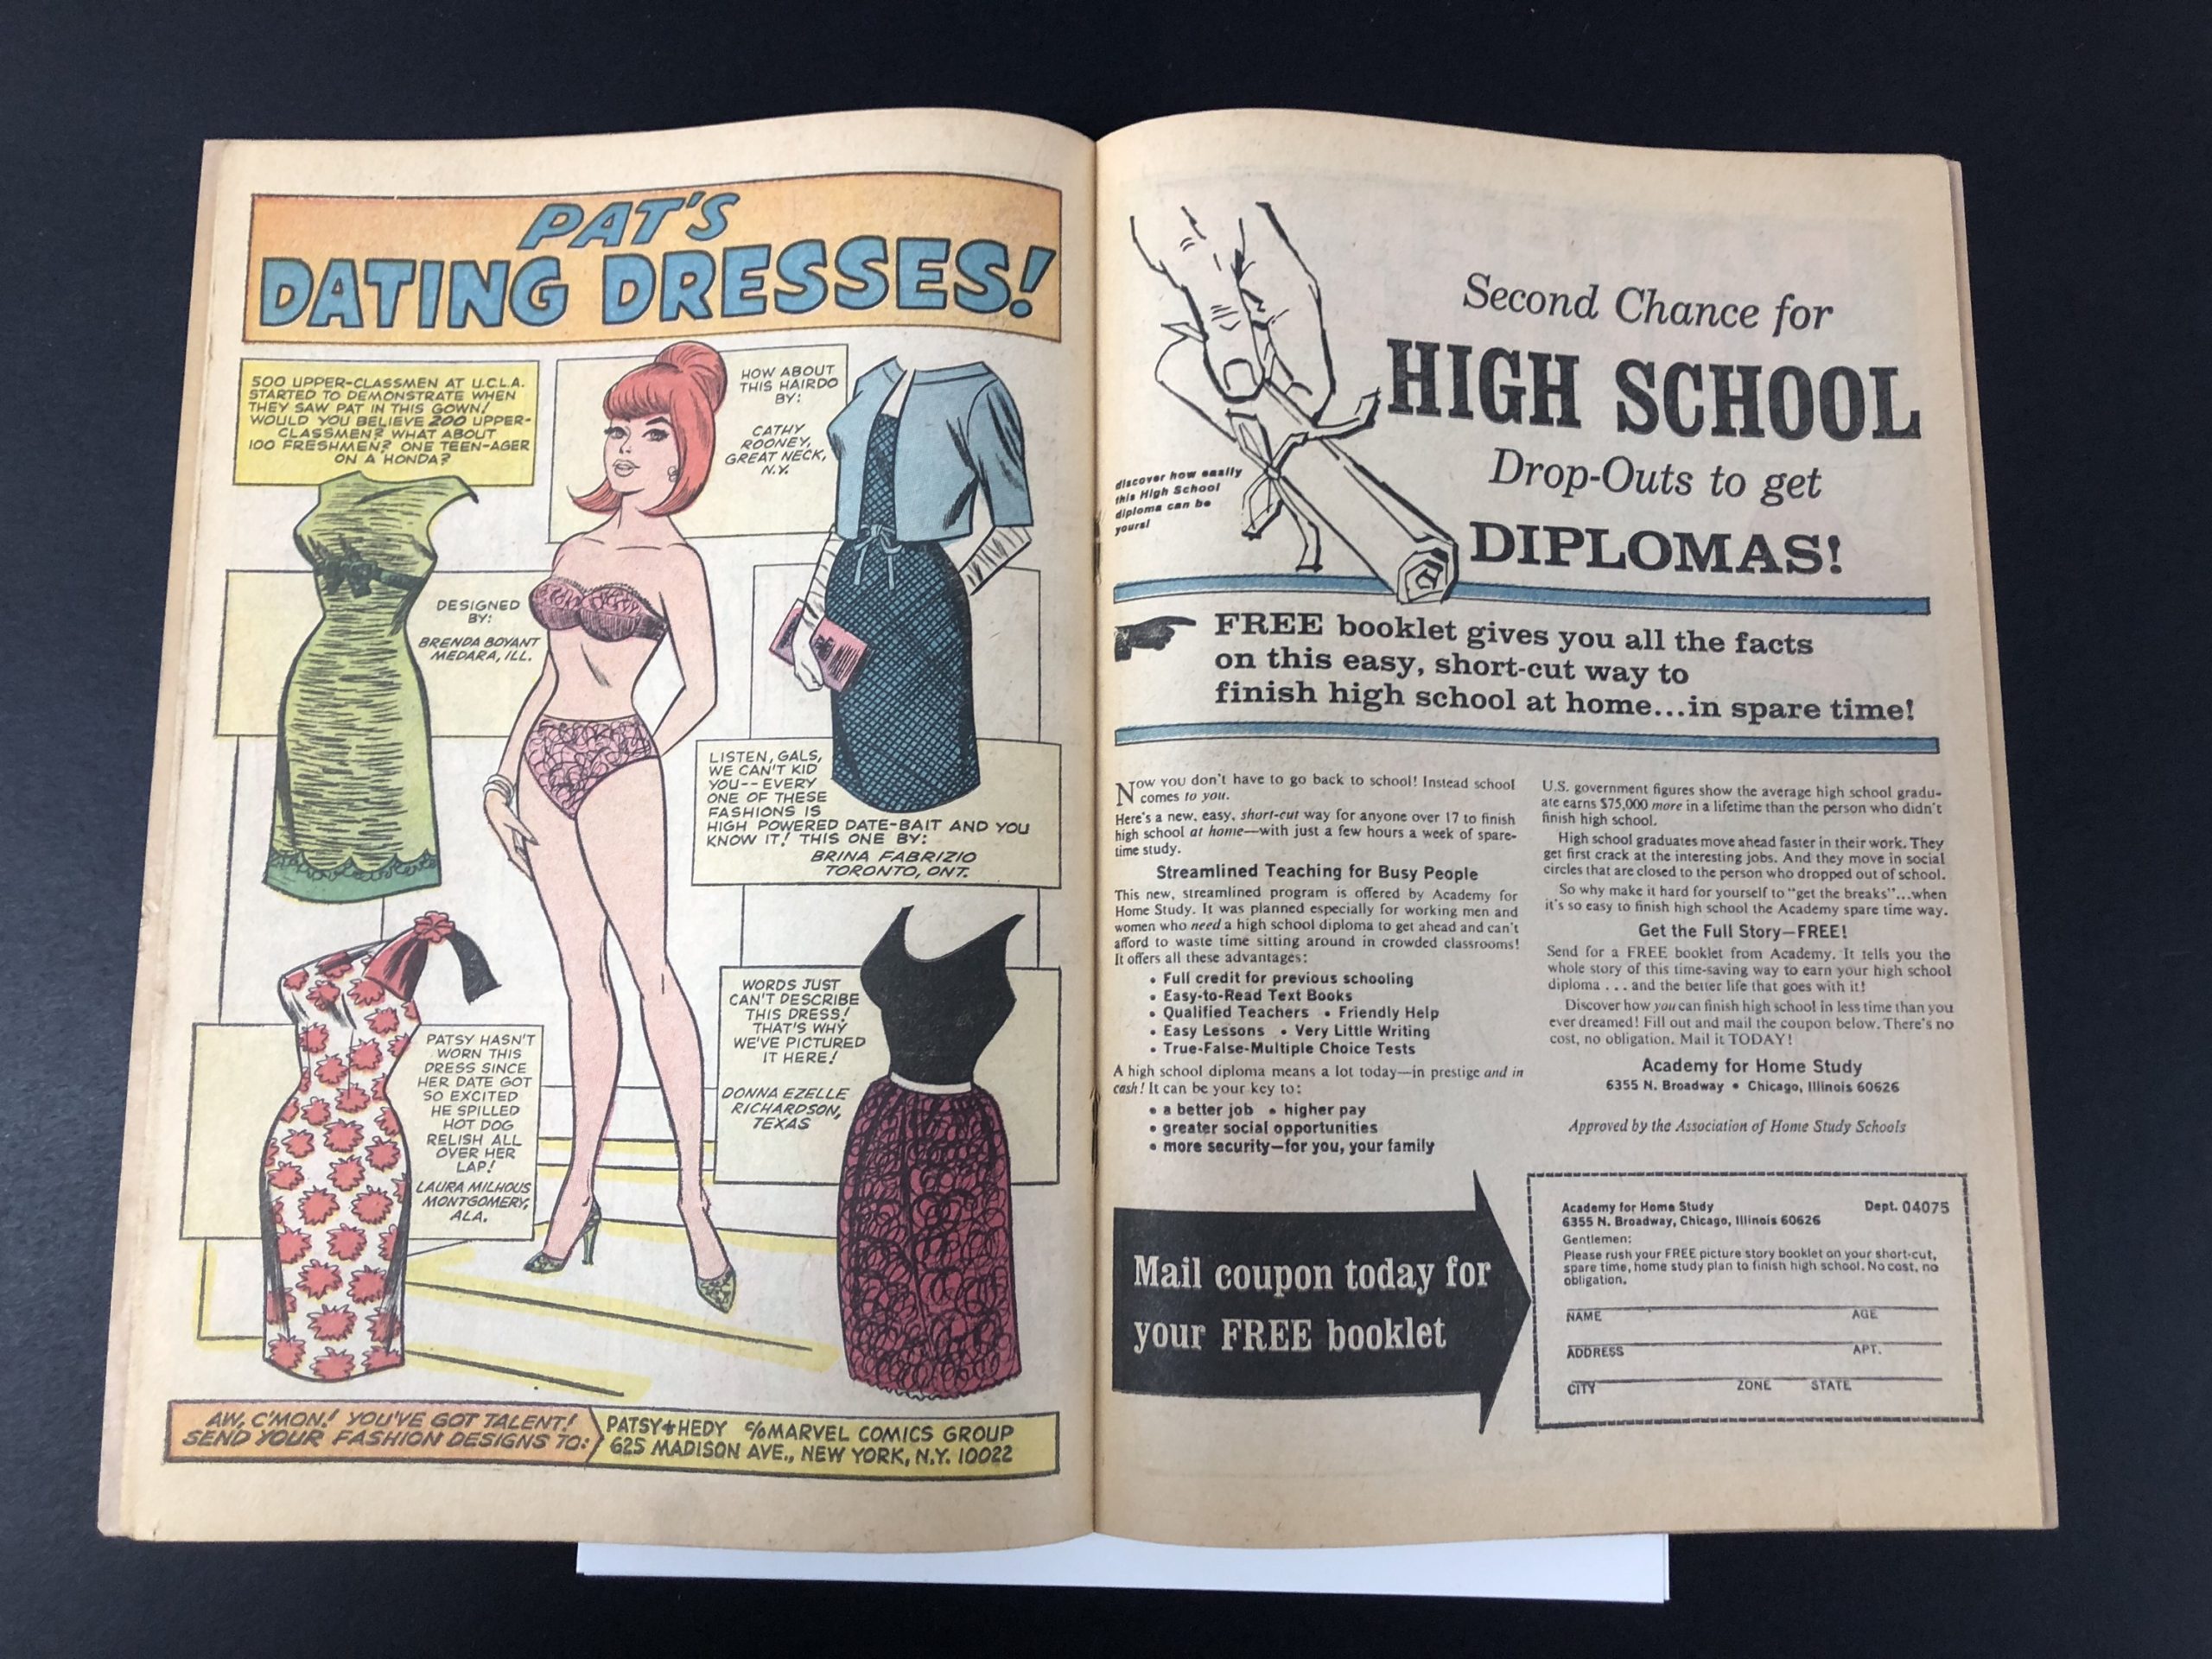 PAT'S
DATING DRESSES!
500 UPPER-CLASSMEN AT U.C.L.A.
STARTED TO DEMONSTRATE WHEN
THEY SAW PAT IN THIS GOWN!
WOULD YOU BELIEVE 200 UPPER-
CLASSMEN? WHAT ABOUT
100 FRESHMEN? ONE TEEN-AGER
ON A HONDA?
HOW ABOUT
THIS HAIRDO
BY:
CATHY
ROONEY,
GREAT NECK,
N.Y.
DESIGNED
BY:
BRENDA BOYANT
MEDARA, ILL.
LISTEN, GALS,
WE CAN'T KID
YOU--EVERY
ONE OF THESE
FASHIONS IS
HIGH POWERED DATE-BAIT AND YOU
KNOW IT! THIS ONE BY:
BRINA FABRIZIO
TORONTO, ONT.
WORDS JUST
CAN'T DESCRIBE
THIS DRESS!
THAT'S WHY
WE'VE PICTURED
IT HERE!
DONNA EZELLE
RICHARDSON,
TEXAS
PATSY HASN'T
WORN THIS
DRESS SINCE
HER DATE GOT
SO EXCITED
HE SPILLED
HOT DOG
RELISH ALL
OVER HER
LAP!
LAURA MILHOUS
MONTGOMERY,
ALA.
AW, C'MON! YOU'VE GOT TALENT!
SEND YOUR FASHION DESIGNS TO:
PATSY & HEDY c/o MARVEL COMICS GROUP
625 MADISON AVE., NEW YORK, N.Y. 10022
discover how easily
this High School
diploma can be
yours!
Second Chance for
HIGH SCHOOL
Drop-Outs to get
DIPLOMAS!
FREE booklet gives you all the facts
on this easy, short-cut way to
finish high school at home...in spare time!
Now you don't have to go back to school! Instead school
comes to you.
Here's a new, easy, short-cut way for anyone over 17 to finish
high school at home—with just a few hours a week of spare-
time study.
Streamlined Teaching for Busy People
This new, streamlined program is offered by Academy for
Home Study. It was planned especially for working men and
women who need a high school diploma to get ahead and can't
afford to waste time sitting around in crowded classrooms!
It offers all these advantages:
• Full credit for previous schooling
• Easy-to-Read Text Books
• Qualified Teachers • Friendly Help
• Easy Lessons • Very Little Writing
• True-False-Multiple Choice Tests
A high school diploma means a lot today—in prestige and in
cash! It can be your key to:
• a better job • higher pay
• greater social opportunities
• more security—for you, your family
U.S. government figures show the average high school gradu-
ate earns $75,000 more in a lifetime than the person who didn't
finish high school.
High school graduates move ahead faster in their work. They
get first crack at the interesting jobs. And they move in social
circles that are closed to the person who dropped out of school.
So why make it hard for yourself to "get the breaks"...when
it's so easy to finish high school the Academy spare time way.
Get the Full Story—FREE!
Send for a FREE booklet from Academy. It tells you the
whole story of this time-saving way to earn your high school
diploma . . . and the better life that goes with it!
Discover how you can finish high school in less time than you
ever dreamed! Fill out and mail the coupon below. There's no
cost, no obligation. Mail it TODAY!
Academy for Home Study
6355 N. Broadway • Chicago, Illinois 60626
Approved by the Association of Home Study Schools
Mail coupon today for
your FREE booklet
Academy for Home Study Dept. 04075
6355 N. Broadway, Chicago, Illinois 60626
Gentlemen:
Please rush your FREE picture story booklet on your short-cut,
spare time, home study plan to finish high school. No cost, no
obligation.
NAME AGE
ADDRESS APT.
CITY ZONE STATE